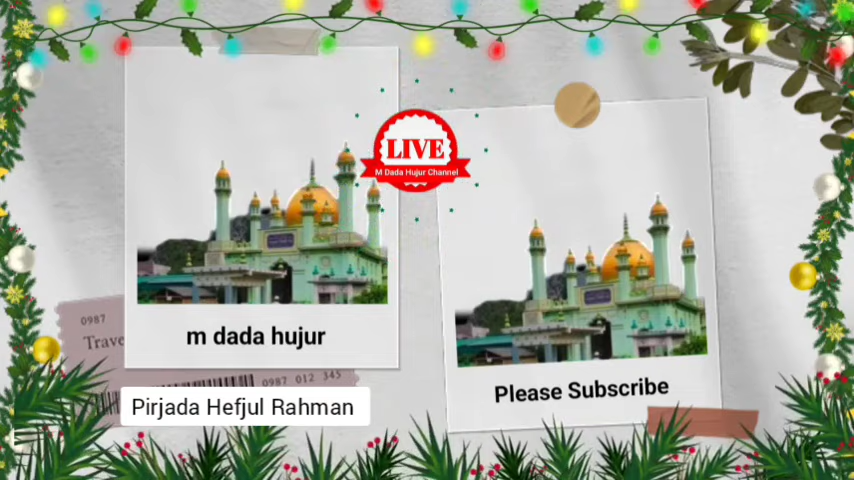 LIVE
M Dada Hujur Channel
m dada hujur
Please Subscribe
0987
Trave
0987 012 345
Pirjada Hefjul Rahman